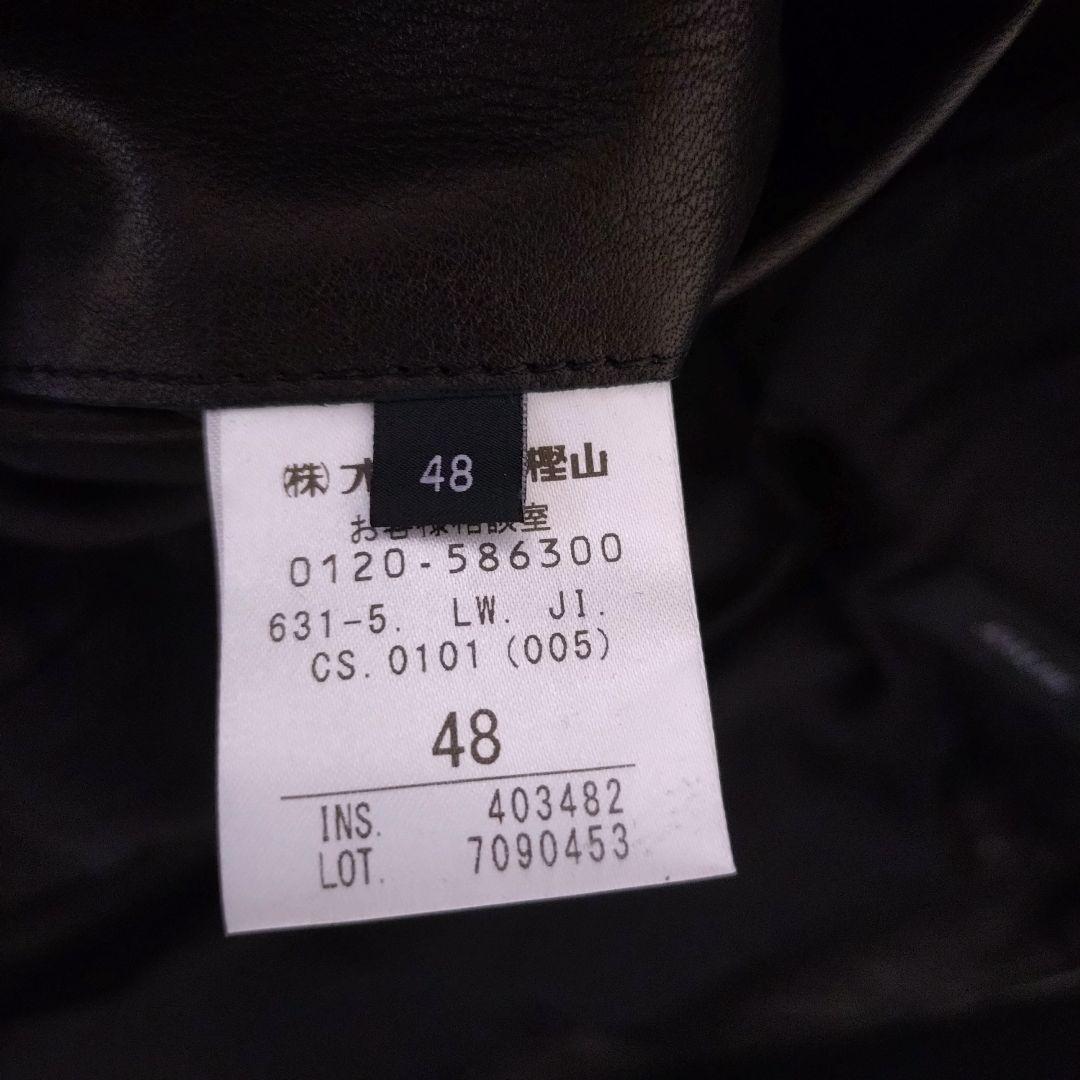 48
㈱オ 樫山
お客様相談室
0120-586300
631-5. LW. JI.
CS. 0101 (005)
48
INS. 403482
LOT. 7090453